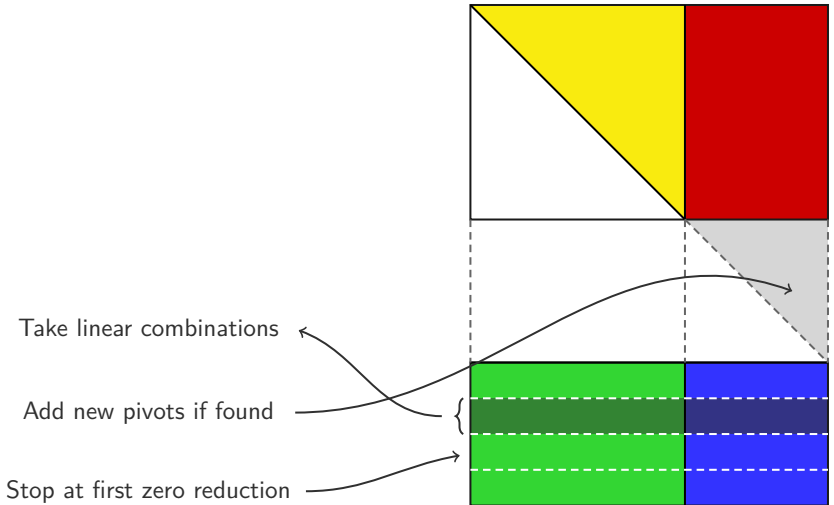 Take linear combinations
Add new pivots if found
Stop at first zero reduction